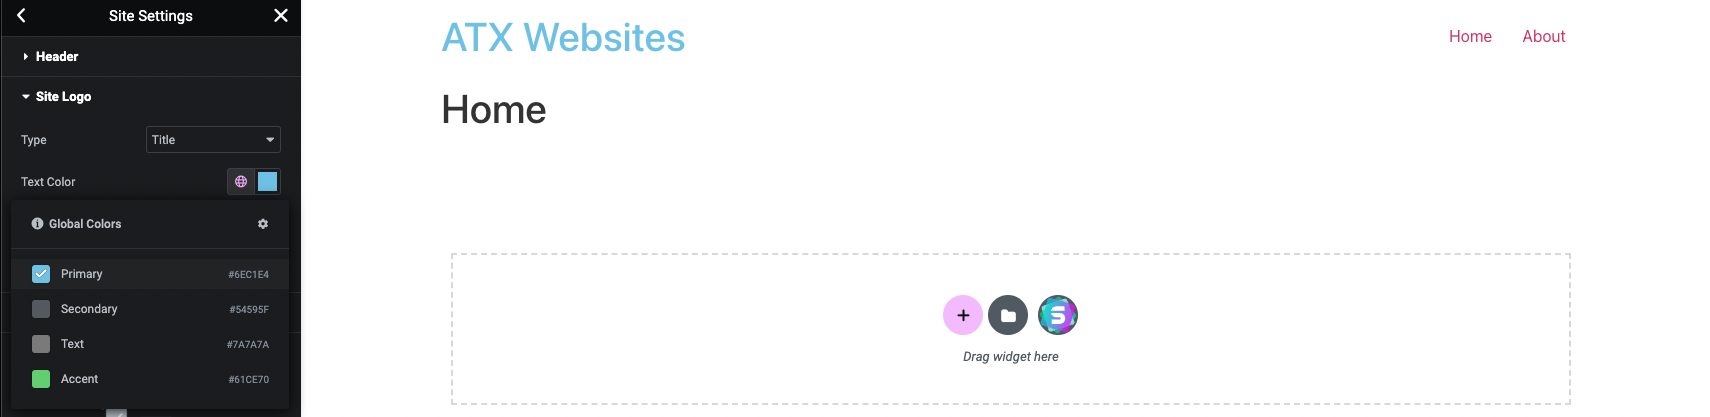 Site Settings
Header
Site Logo
Type
Title
Text Color
Global Colors
Primary #6EC1E4
Secondary #54595F
Text #7A7A7A
Accent #61CE70
ATX Websites
Home About
Home
Drag widget here